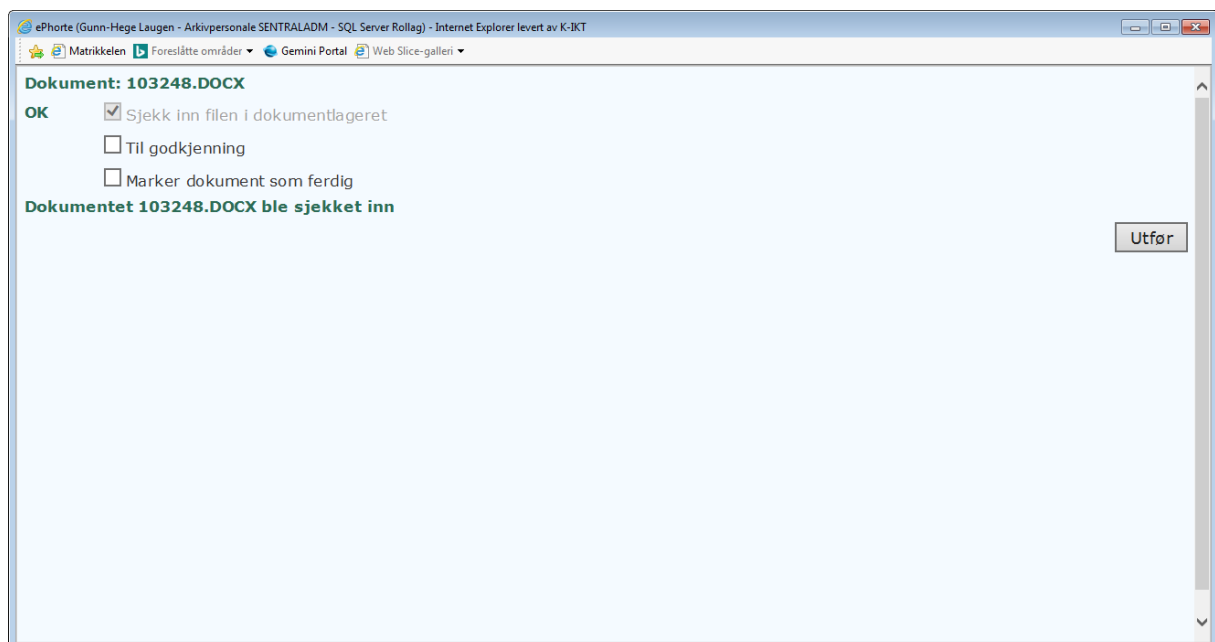 ePhorte (Gunn-Hege Laugen - Arkivpersonale SENTRALADM - SQL Server Rollag) - Internet Explorer levert av K-IKT
Matrikkelen Foreslåtte områder Gemini Portal Web Slice-galleri
Dokument: 103248.DOCX
OK Sjekk inn filen i dokumentlageret
Til godkjenning
Marker dokument som ferdig
Dokumentet 103248.DOCX ble sjekket inn
Utfør